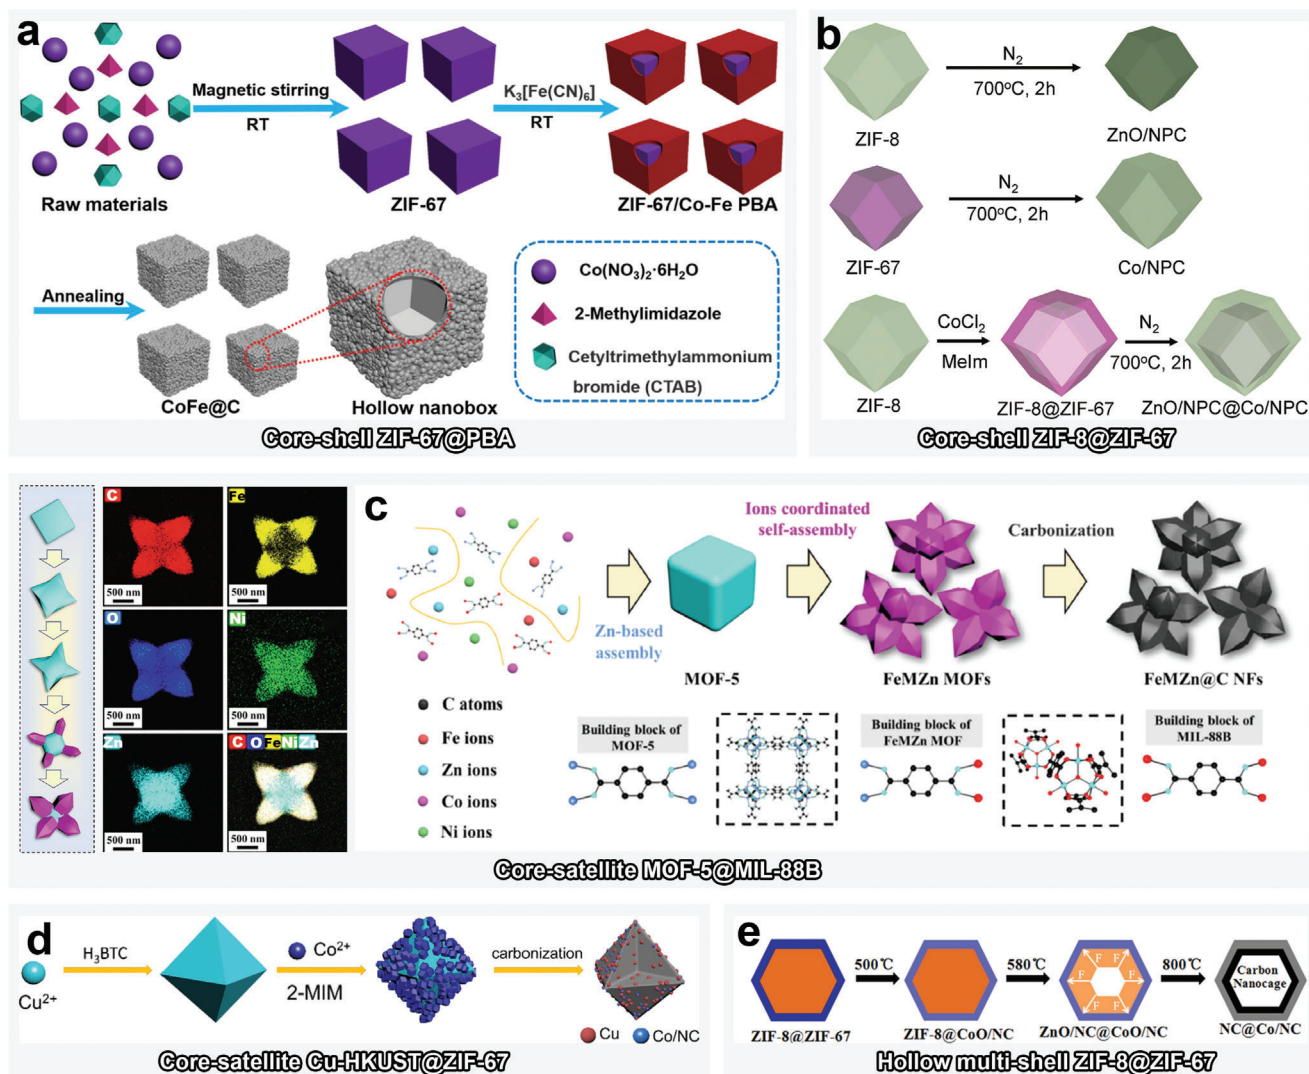 a
Magnetic stirring
RT
K₃[Fe(CN)₆]
RT
Raw materials
ZIF-67
ZIF-67/Co-Fe PBA
Annealing
CoFe@C
Hollow nanobox
Co(NO₃)₂·6H₂O
2-Methylimidazole
Cetyltrimethylammonium
bromide (CTAB)
Core-shell ZIF-67@PBA
b
N₂
700°C, 2h
ZIF-8
ZnO/NPC
N₂
700°C, 2h
ZIF-67
Co/NPC
CoCl₂
MeIm
N₂
700°C, 2h
ZIF-8
ZIF-8@ZIF-67
ZnO/NPC@Co/NPC
Core-shell ZIF-8@ZIF-67
C
500 nm
Fe
500 nm
O
500 nm
Ni
500 nm
Zn
500 nm
C O Fe Ni Zn
500 nm
c
Zn-based
assembly
MOF-5
Ions coordinated
self-assembly
FeMZn MOFs
Carbonization
FeMZn@C NFs
C atoms
Fe ions
Zn ions
Co ions
Ni ions
Building block of
MOF-5
Building block of
FeMZn MOF
Building block of
MIL-88B
Core-satellite MOF-5@MIL-88B
d
Cu²⁺
H₃BTC
Co²⁺
2-MIM
carbonization
Cu
Co/NC
Core-satellite Cu-HKUST@ZIF-67
e
500℃
580℃
800℃
F
F
F
F
F
F
Carbon
Nanocage
ZIF-8@ZIF-67
ZIF-8@CoO/NC
ZnO/NC@CoO/NC
NC@Co/NC
Hollow multi-shell ZIF-8@ZIF-67